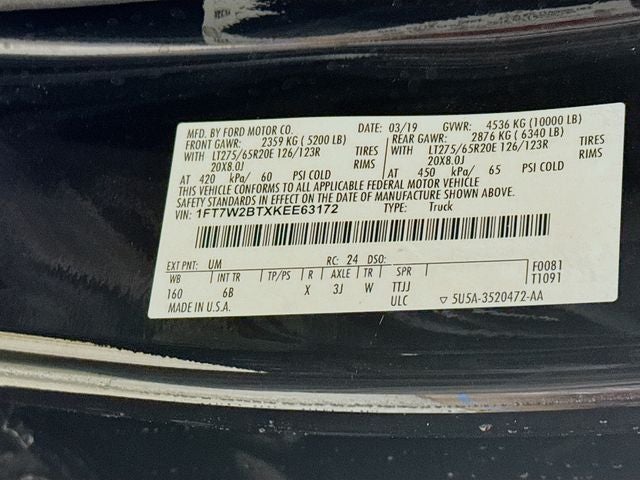 MFD. BY FORD MOTOR CO. DATE: 03/19 GVWR: 4536 KG (10000 LB)
FRONT GAWR: 2359 KG (5200 LB) REAR GAWR: 2876 KG (6340 LB)
WITH LT275/65R20E 126/123R TIRES WITH LT275/65R20E 126/123R TIRES
20X8.0J RIMS 20X8.0J RIMS
AT 420 kPa/ 60 PSI COLD AT 450 kPa/ 65 PSI COLD
THIS VEHICLE CONFORMS TO ALL APPLICABLE FEDERAL MOTOR VEHICLE
SAFETY STANDARDS IN EFFECT ON THE DATE OF MANUFACTURE SHOWN ABOVE.
VIN: 1FT7W2BTXKEE63172 TYPE: Truck
EXT PNT: UM RC: 24 DSO: F0081
WB INT TR TP/PS R AXLE TR SPR T1091
160 6B X 3J W TTJJ
MADE IN U.S.A. ULC ▽ 5U5A-3520472-AA